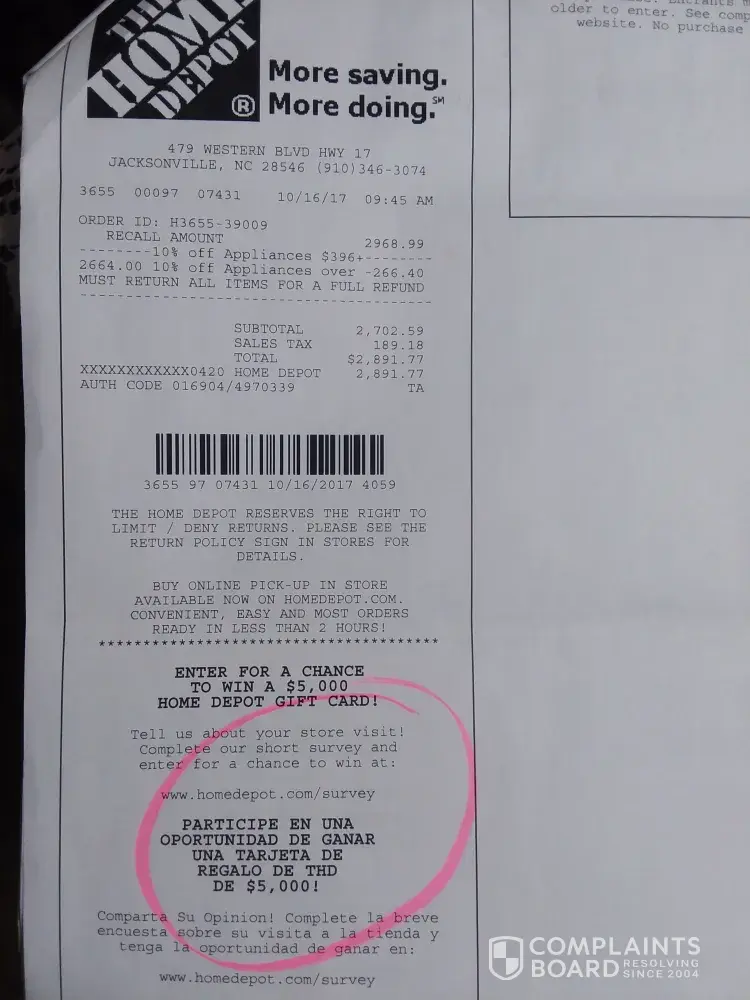 THE
HOME
DEPOT
®
More saving.
More doing.℠
479 WESTERN BLVD HWY 17
JACKSONVILLE, NC 28546 (910)346-3074
3655 00097 07431 10/16/17 09:45 AM
ORDER ID: H3655-39009
RECALL AMOUNT 2968.99
--------10% off Appliances $396+--------
2664.00 10% off Appliances over -266.40
MUST RETURN ALL ITEMS FOR A FULL REFUND
----------------------------------------
SUBTOTAL 2,702.59
SALES TAX 189.18
TOTAL $2,891.77
XXXXXXXXXXXX0420 HOME DEPOT 2,891.77
AUTH CODE 016904/4970339 TA
3655 97 07431 10/16/2017 4059
THE HOME DEPOT RESERVES THE RIGHT TO
LIMIT / DENY RETURNS. PLEASE SEE THE
RETURN POLICY SIGN IN STORES FOR
DETAILS.
BUY ONLINE PICK-UP IN STORE
AVAILABLE NOW ON HOMEDEPOT.COM.
CONVENIENT, EASY AND MOST ORDERS
READY IN LESS THAN 2 HOURS!
****************************************
ENTER FOR A CHANCE
TO WIN A $5,000
HOME DEPOT GIFT CARD!
Tell us about your store visit!
Complete our short survey and
enter for a chance to win at:
www.homedepot.com/survey
PARTICIPE EN UNA
OPORTUNIDAD DE GANAR
UNA TARJETA DE
REGALO DE THD
DE $5,000!
Comparta Su Opinion! Complete la breve
encuesta sobre su visita a la tienda y
tenga la oportunidad de ganar en:
www.homedepot.com/survey
older to enter. See
website. No purchase
COMPLAINTS
BOARD RESOLVING
SINCE 2004